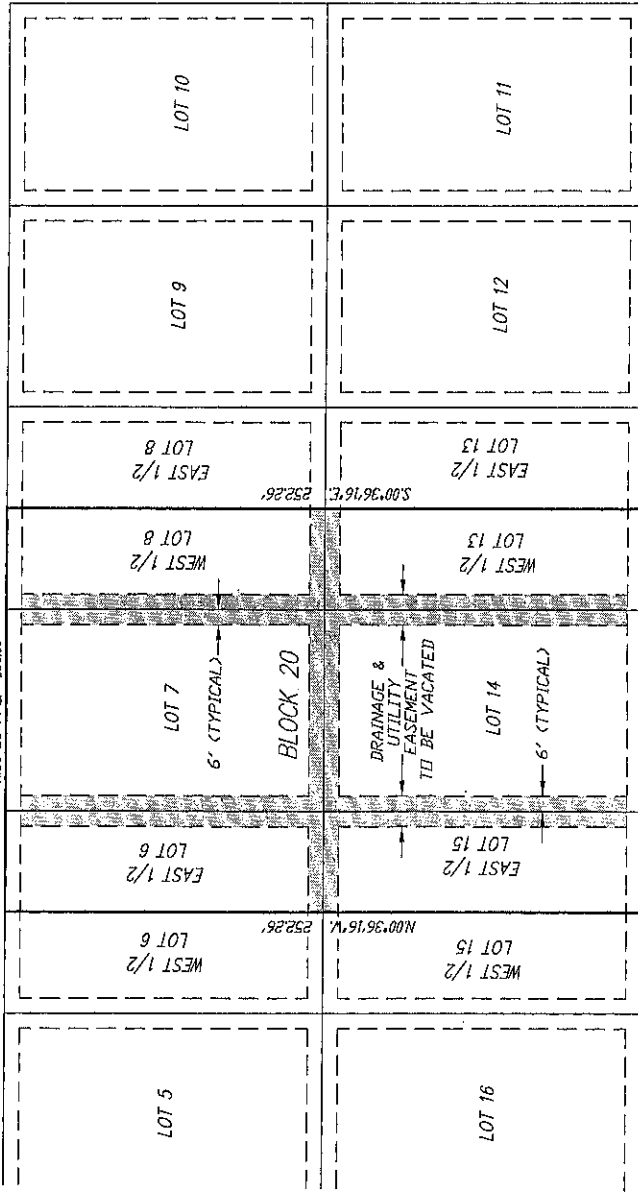 LOT 10
LOT 11
LOT 9
LOT 12
EAST 1/2
LOT 8
EAST 1/2
LOT 13
252.26'
S.00°36'16"E.
WEST 1/2
LOT 8
WEST 1/2
LOT 13
LOT 7
6' (TYPICAL)
BLOCK 20
DRAINAGE &
UTILITY
EASEMENT
TO BE VACATED
LOT 14
6' (TYPICAL)
EAST 1/2
LOT 6
EAST 1/2
LOT 15
252.26'
N.00°36'16"W.
WEST 1/2
LOT 6
WEST 1/2
LOT 15
LOT 5
LOT 16